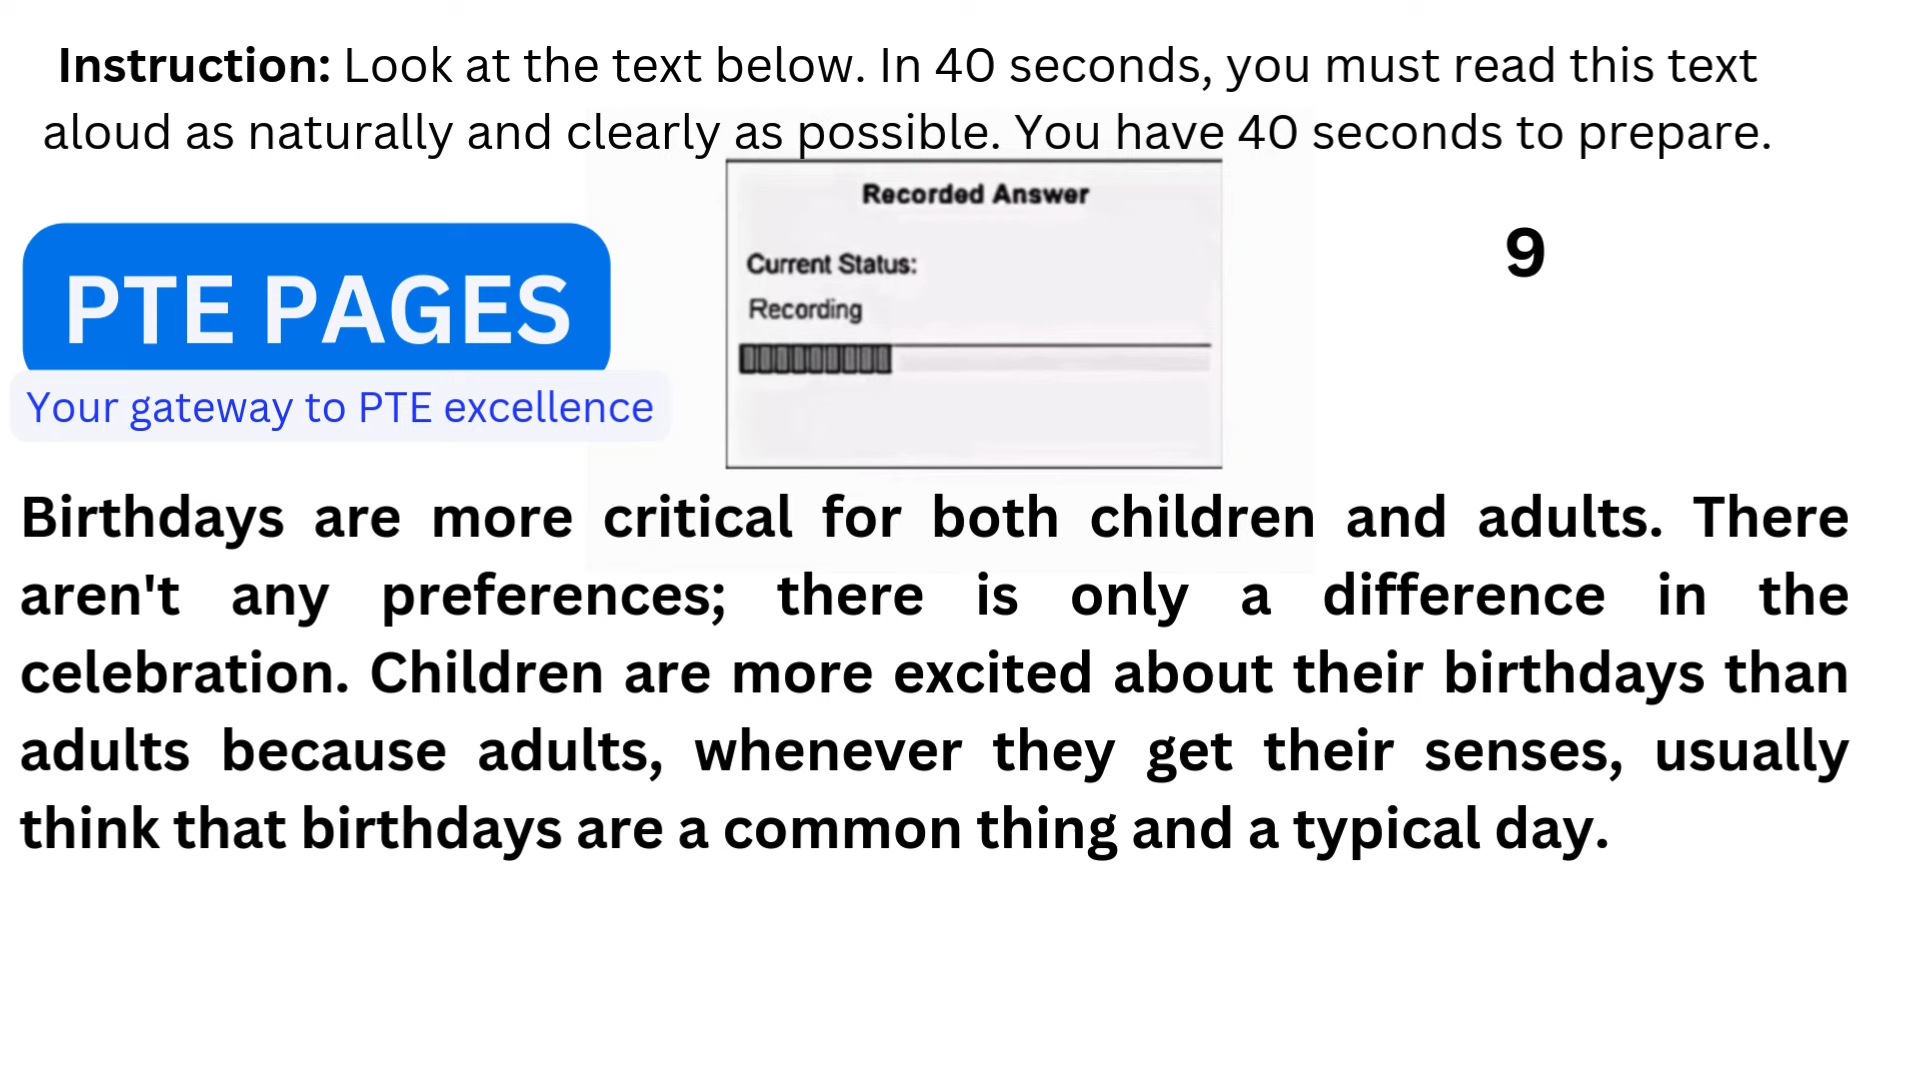 Instruction: Look at the text below. In 40 seconds, you must read this text
aloud as naturally and clearly as possible. You have 40 seconds to prepare.
Recorded Answer
9
PTE PAGES
Current Status:
Recording
Your gateway to PTE excellence
Birthdays are more critical for both children and adults. There
aren't any preferences; there is only a difference in the
celebration. Children are more excited about their birthdays than
adults because adults, whenever they get their senses, usually
think that birthdays are a common thing and a typical day.